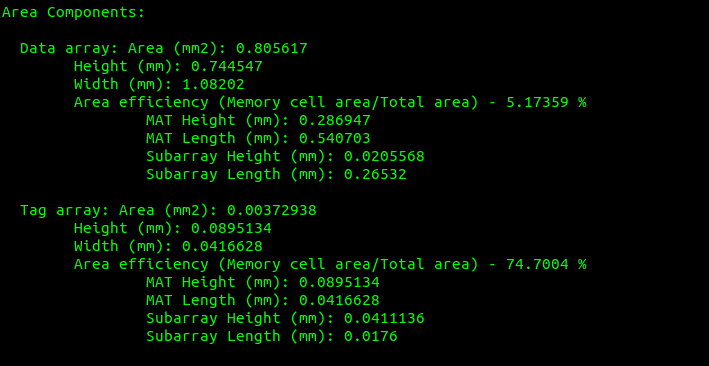 Area Components:
Data array: Area (mm2): 0.805617
Height (mm): 0.744547
Width (mm): 1.08202
Area efficiency (Memory cell area/Total area) - 5.17359 %
MAT Height (mm): 0.286947
MAT Length (mm): 0.540703
Subarray Height (mm): 0.0205568
Subarray Length (mm): 0.26532
Tag array: Area (mm2): 0.00372938
Height (mm): 0.0895134
Width (mm): 0.0416628
Area efficiency (Memory cell area/Total area) - 74.7004 %
MAT Height (mm): 0.0895134
MAT Length (mm): 0.0416628
Subarray Height (mm): 0.0411136
Subarray Length (mm): 0.0176